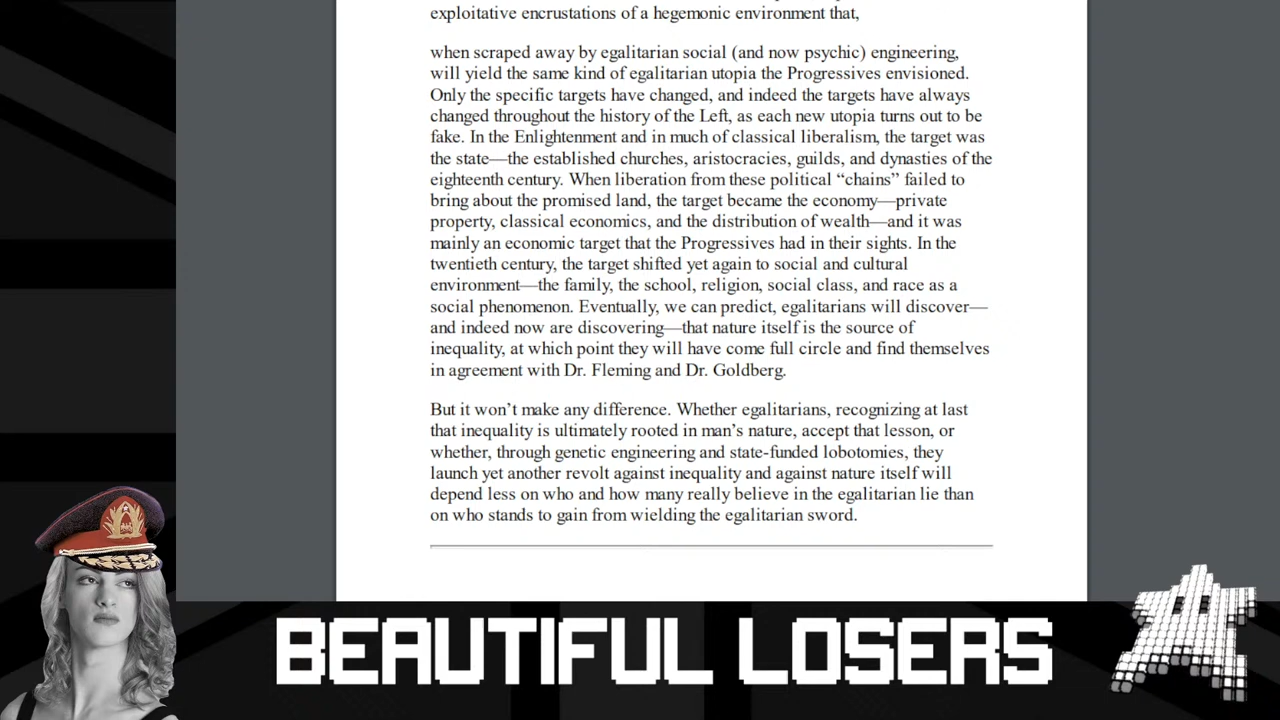 exploitative encrustations of a hegemonic environment that,
when scraped away by egalitarian social (and now psychic) engineering,
will yield the same kind of egalitarian utopia the Progressives envisioned.
Only the specific targets have changed, and indeed the targets have always
changed throughout the history of the Left, as each new utopia turns out to be
fake. In the Enlightenment and in much of classical liberalism, the target was
the state—the established churches, aristocracies, guilds, and dynasties of the
eighteenth century. When liberation from these political “chains” failed to
bring about the promised land, the target became the economy—private
property, classical economics, and the distribution of wealth—and it was
mainly an economic target that the Progressives had in their sights. In the
twentieth century, the target shifted yet again to social and cultural
environment—the family, the school, religion, social class, and race as a
social phenomenon. Eventually, we can predict, egalitarians will discover—
and indeed now are discovering—that nature itself is the source of
inequality, at which point they will have come full circle and find themselves
in agreement with Dr. Fleming and Dr. Goldberg.
But it won’t make any difference. Whether egalitarians, recognizing at last
that inequality is ultimately rooted in man’s nature, accept that lesson, or
whether, through genetic engineering and state-funded lobotomies, they
launch yet another revolt against inequality and against nature itself will
depend less on who and how many really believe in the egalitarian lie than
on who stands to gain from wielding the egalitarian sword.
BEAUTIFUL LOSERS